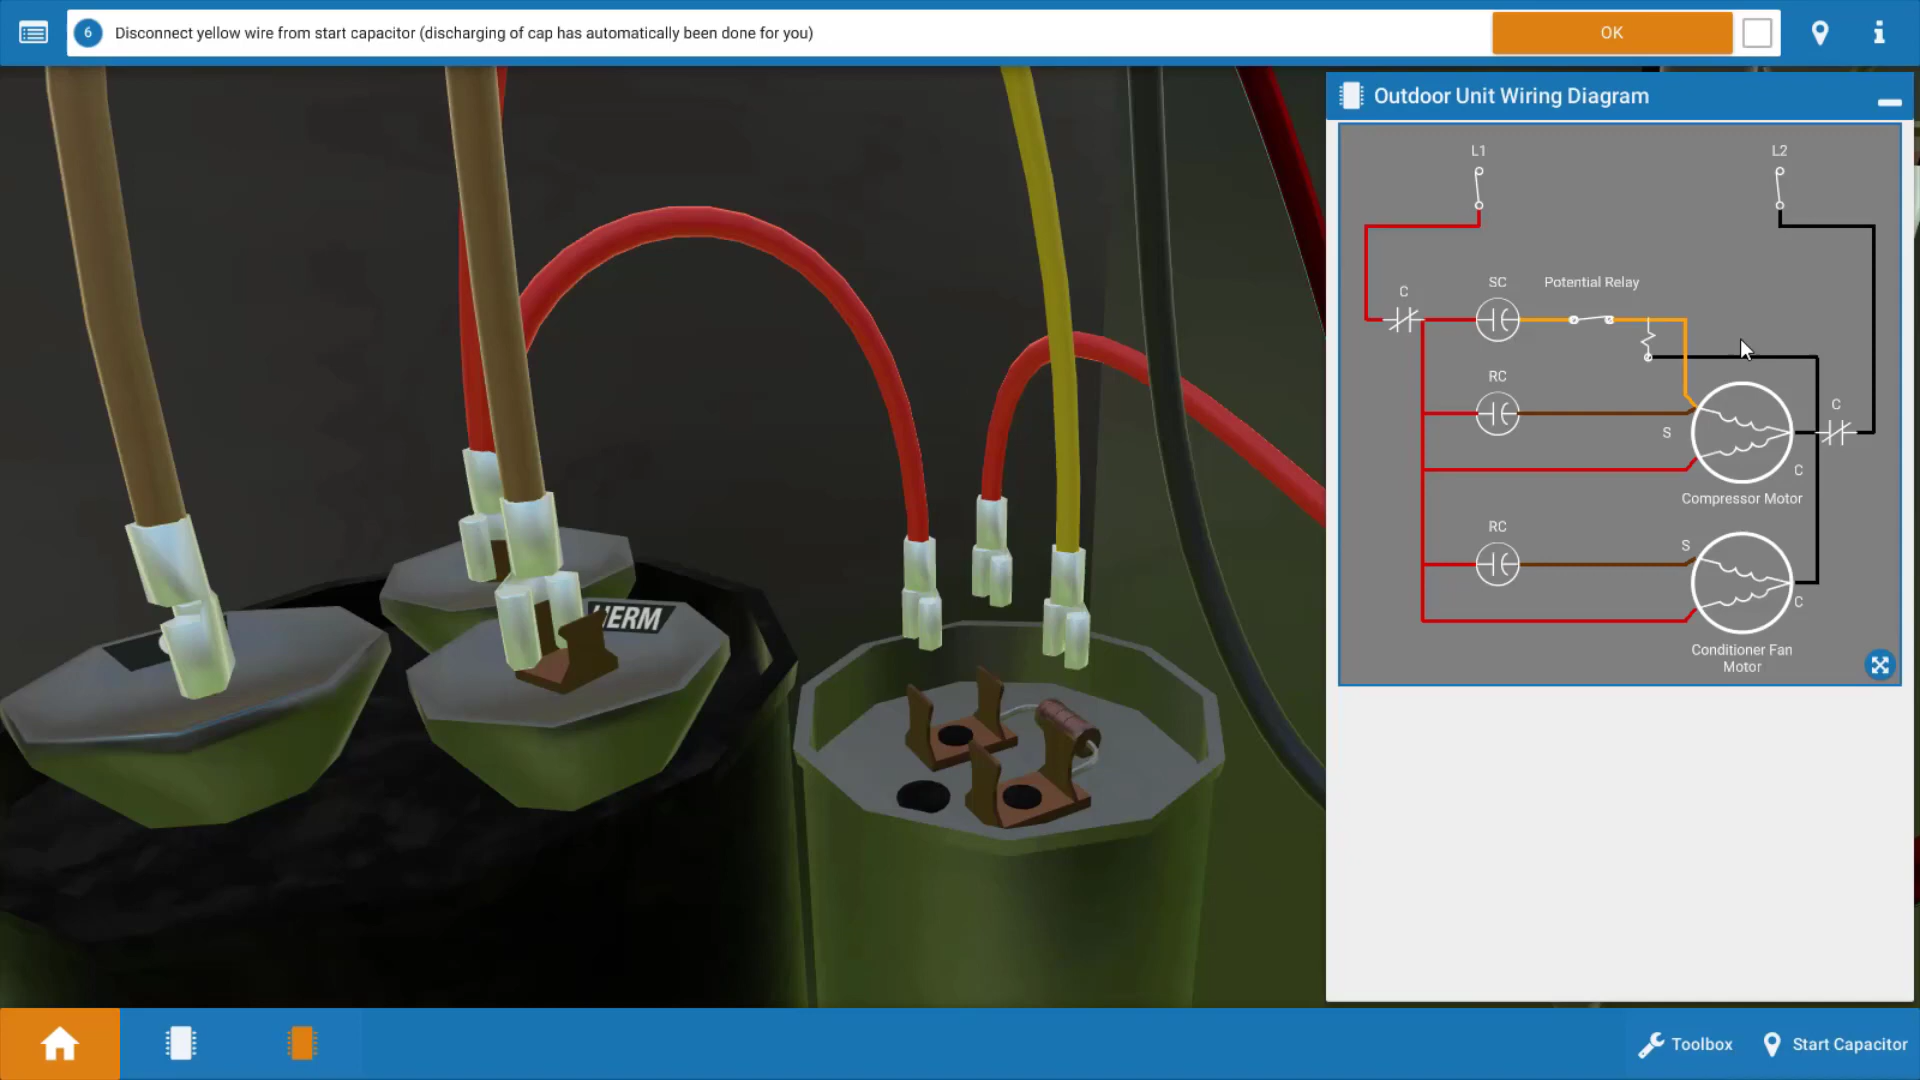 6 Disconnect yellow wire from start capacitor (discharging of cap has automatically been done for you)
OK
Outdoor Unit Wiring Diagram
L1
L2
C
SC
Potential Relay
RC
C
S
C
Compressor Motor
RC
S
C
Conditioner Fan
Motor
HERM
Toolbox
Start Capacitor